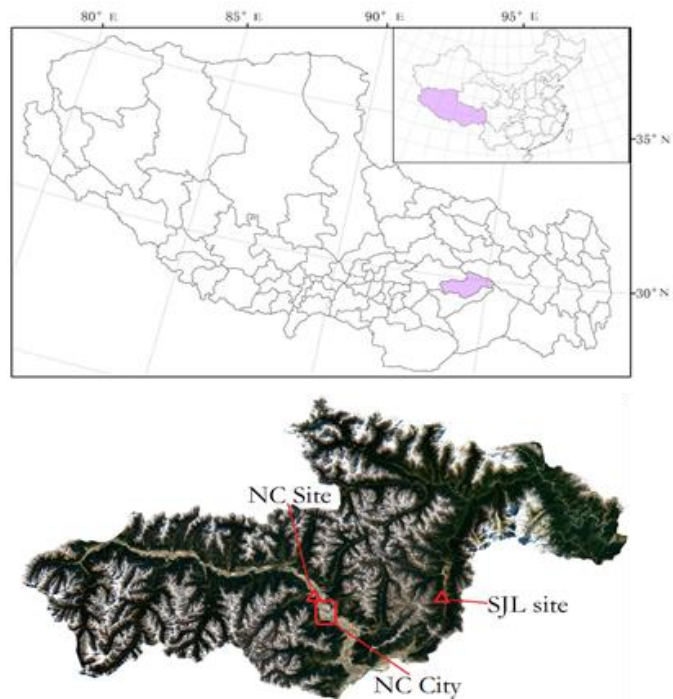 80° E 85° E 90° E 95° E
35° N
30° N
NC Site
SJL site
NC City